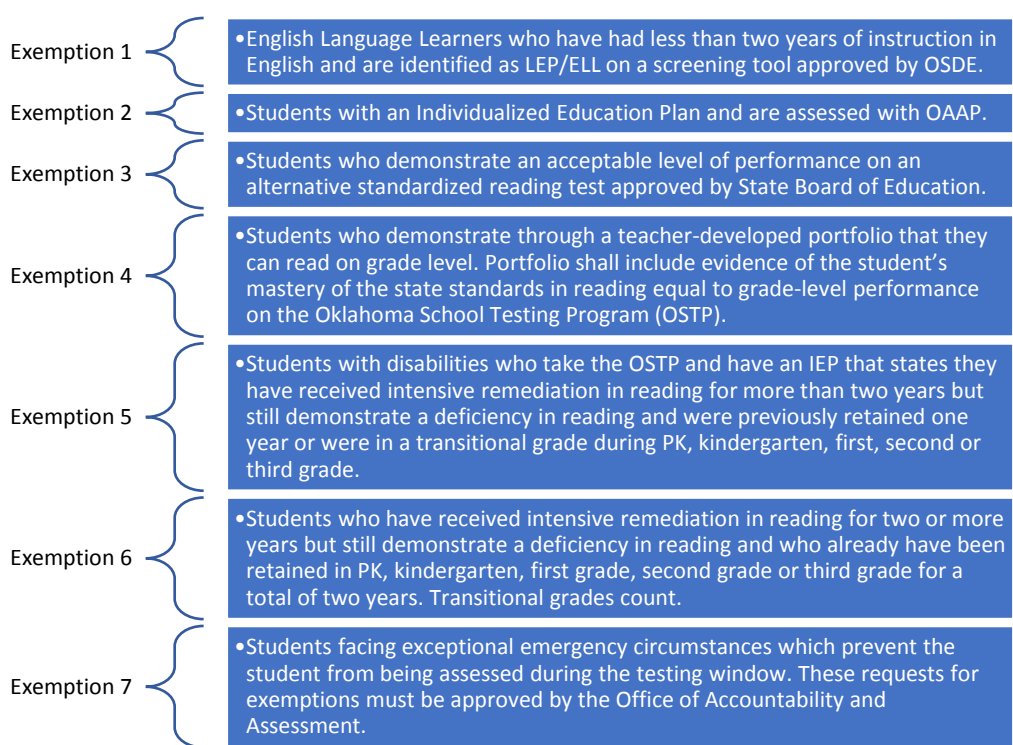 Exemption 1
•English Language Learners who have had less than two years of instruction in
English and are identified as LEP/ELL on a screening tool approved by OSDE.
Exemption 2
•Students with an Individualized Education Plan and are assessed with OAAP.
Exemption 3
•Students who demonstrate an acceptable level of performance on an
alternative standardized reading test approved by State Board of Education.
Exemption 4
•Students who demonstrate through a teacher-developed portfolio that they
can read on grade level. Portfolio shall include evidence of the student’s
mastery of the state standards in reading equal to grade-level performance
on the Oklahoma School Testing Program (OSTP).
Exemption 5
•Students with disabilities who take the OSTP and have an IEP that states they
have received intensive remediation in reading for more than two years but
still demonstrate a deficiency in reading and were previously retained one
year or were in a transitional grade during PK, kindergarten, first, second or
third grade.
Exemption 6
•Students who have received intensive remediation in reading for two or more
years but still demonstrate a deficiency in reading and who already have been
retained in PK, kindergarten, first grade, second grade or third grade for a
total of two years. Transitional grades count.
Exemption 7
•Students facing exceptional emergency circumstances which prevent the
student from being assessed during the testing window. These requests for
exemptions must be approved by the Office of Accountability and
Assessment.